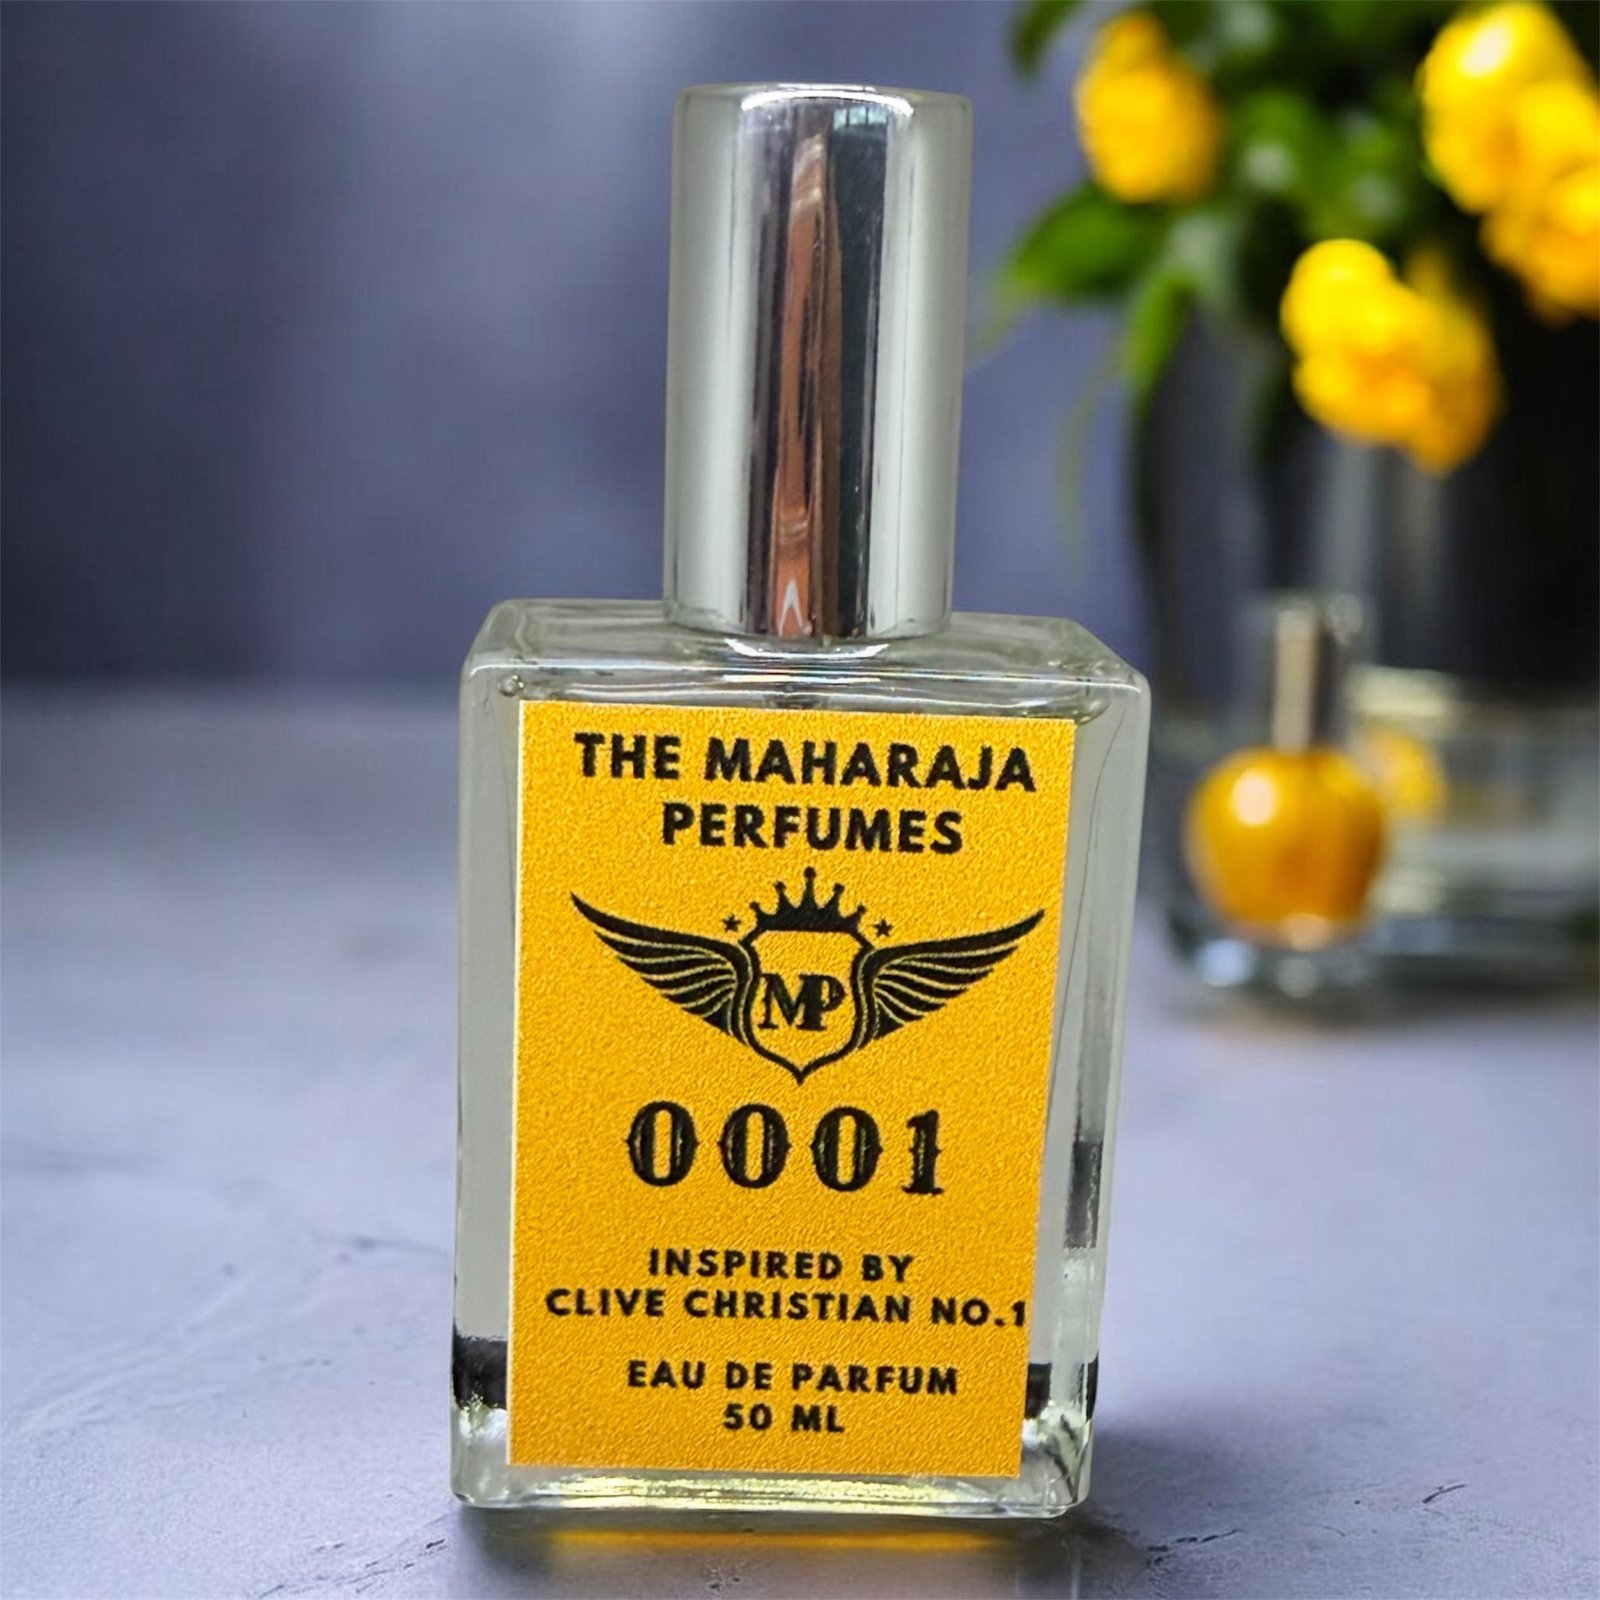 THE MAHARAJA
PERFUMES
MP
0001
INSPIRED BY
CLIVE CHRISTIAN NO.1
EAU DE PARFUM
50 ML